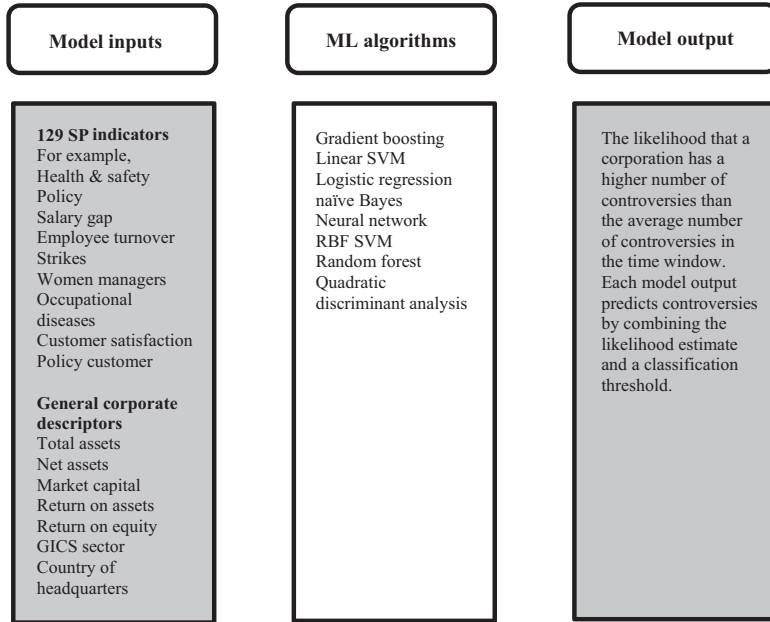 Model inputs
129 SP indicators
For example,
Health & safety
Policy
Salary gap
Employee turnover
Strikes
Women managers
Occupational
diseases
Customer satisfaction
Policy customer
General corporate
descriptors
Total assets
Net assets
Market capital
Return on assets
Return on equity
GICS sector
Country of
headquarters
ML algorithms
Gradient boosting
Linear SVM
Logistic regression
naïve Bayes
Neural network
RBF SVM
Random forest
Quadratic
discriminant analysis
Model output
The likelihood that a
corporation has a
higher number of
controversies than
the average number
of controversies in
the time window.
Each model output
predicts controversies
by combining the
likelihood estimate
and a classification
threshold.